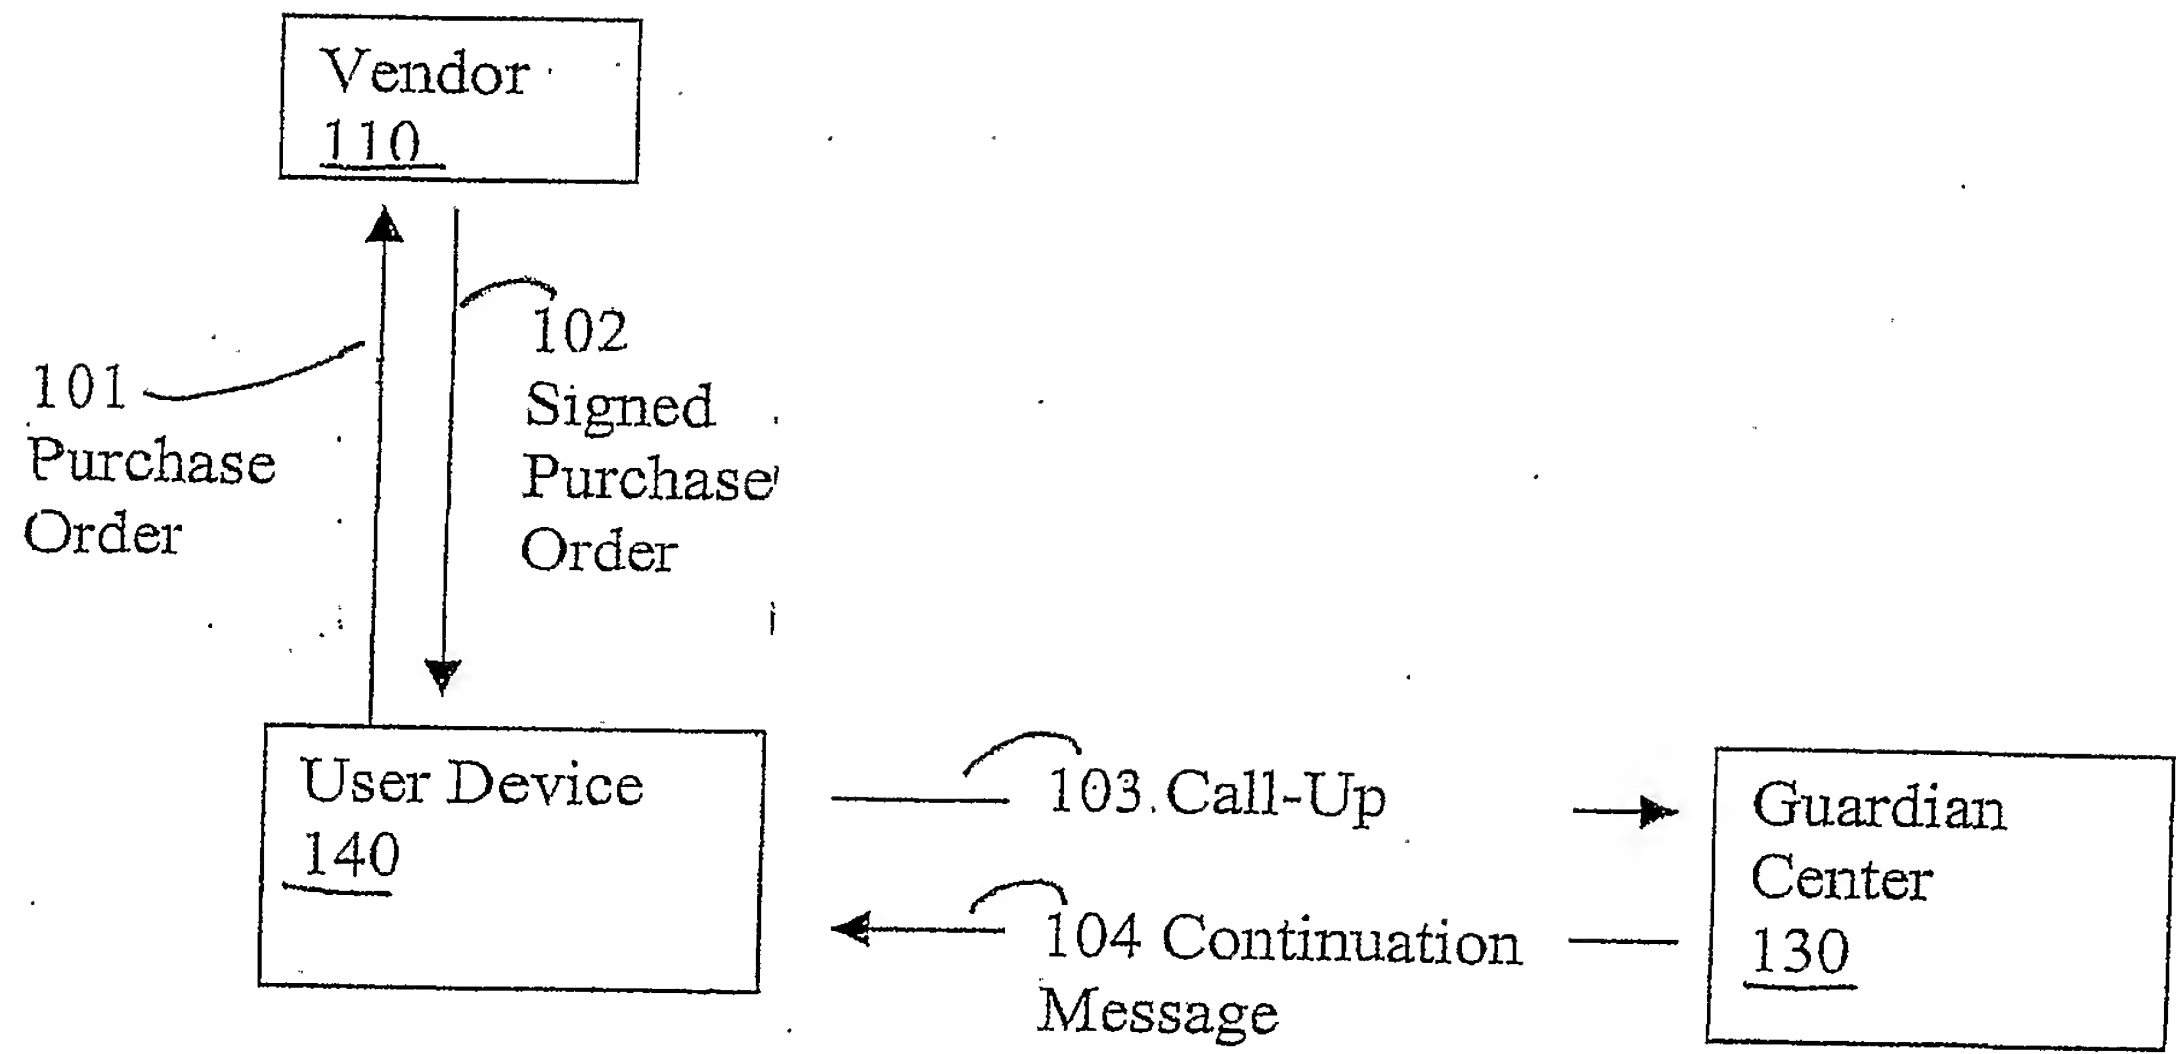 Vendor
110
101
Purchase
Order
102
Signed
Purchase
Order
User Device
140
103 Call-Up
104 Continuation
Message
Guardian
Center
130